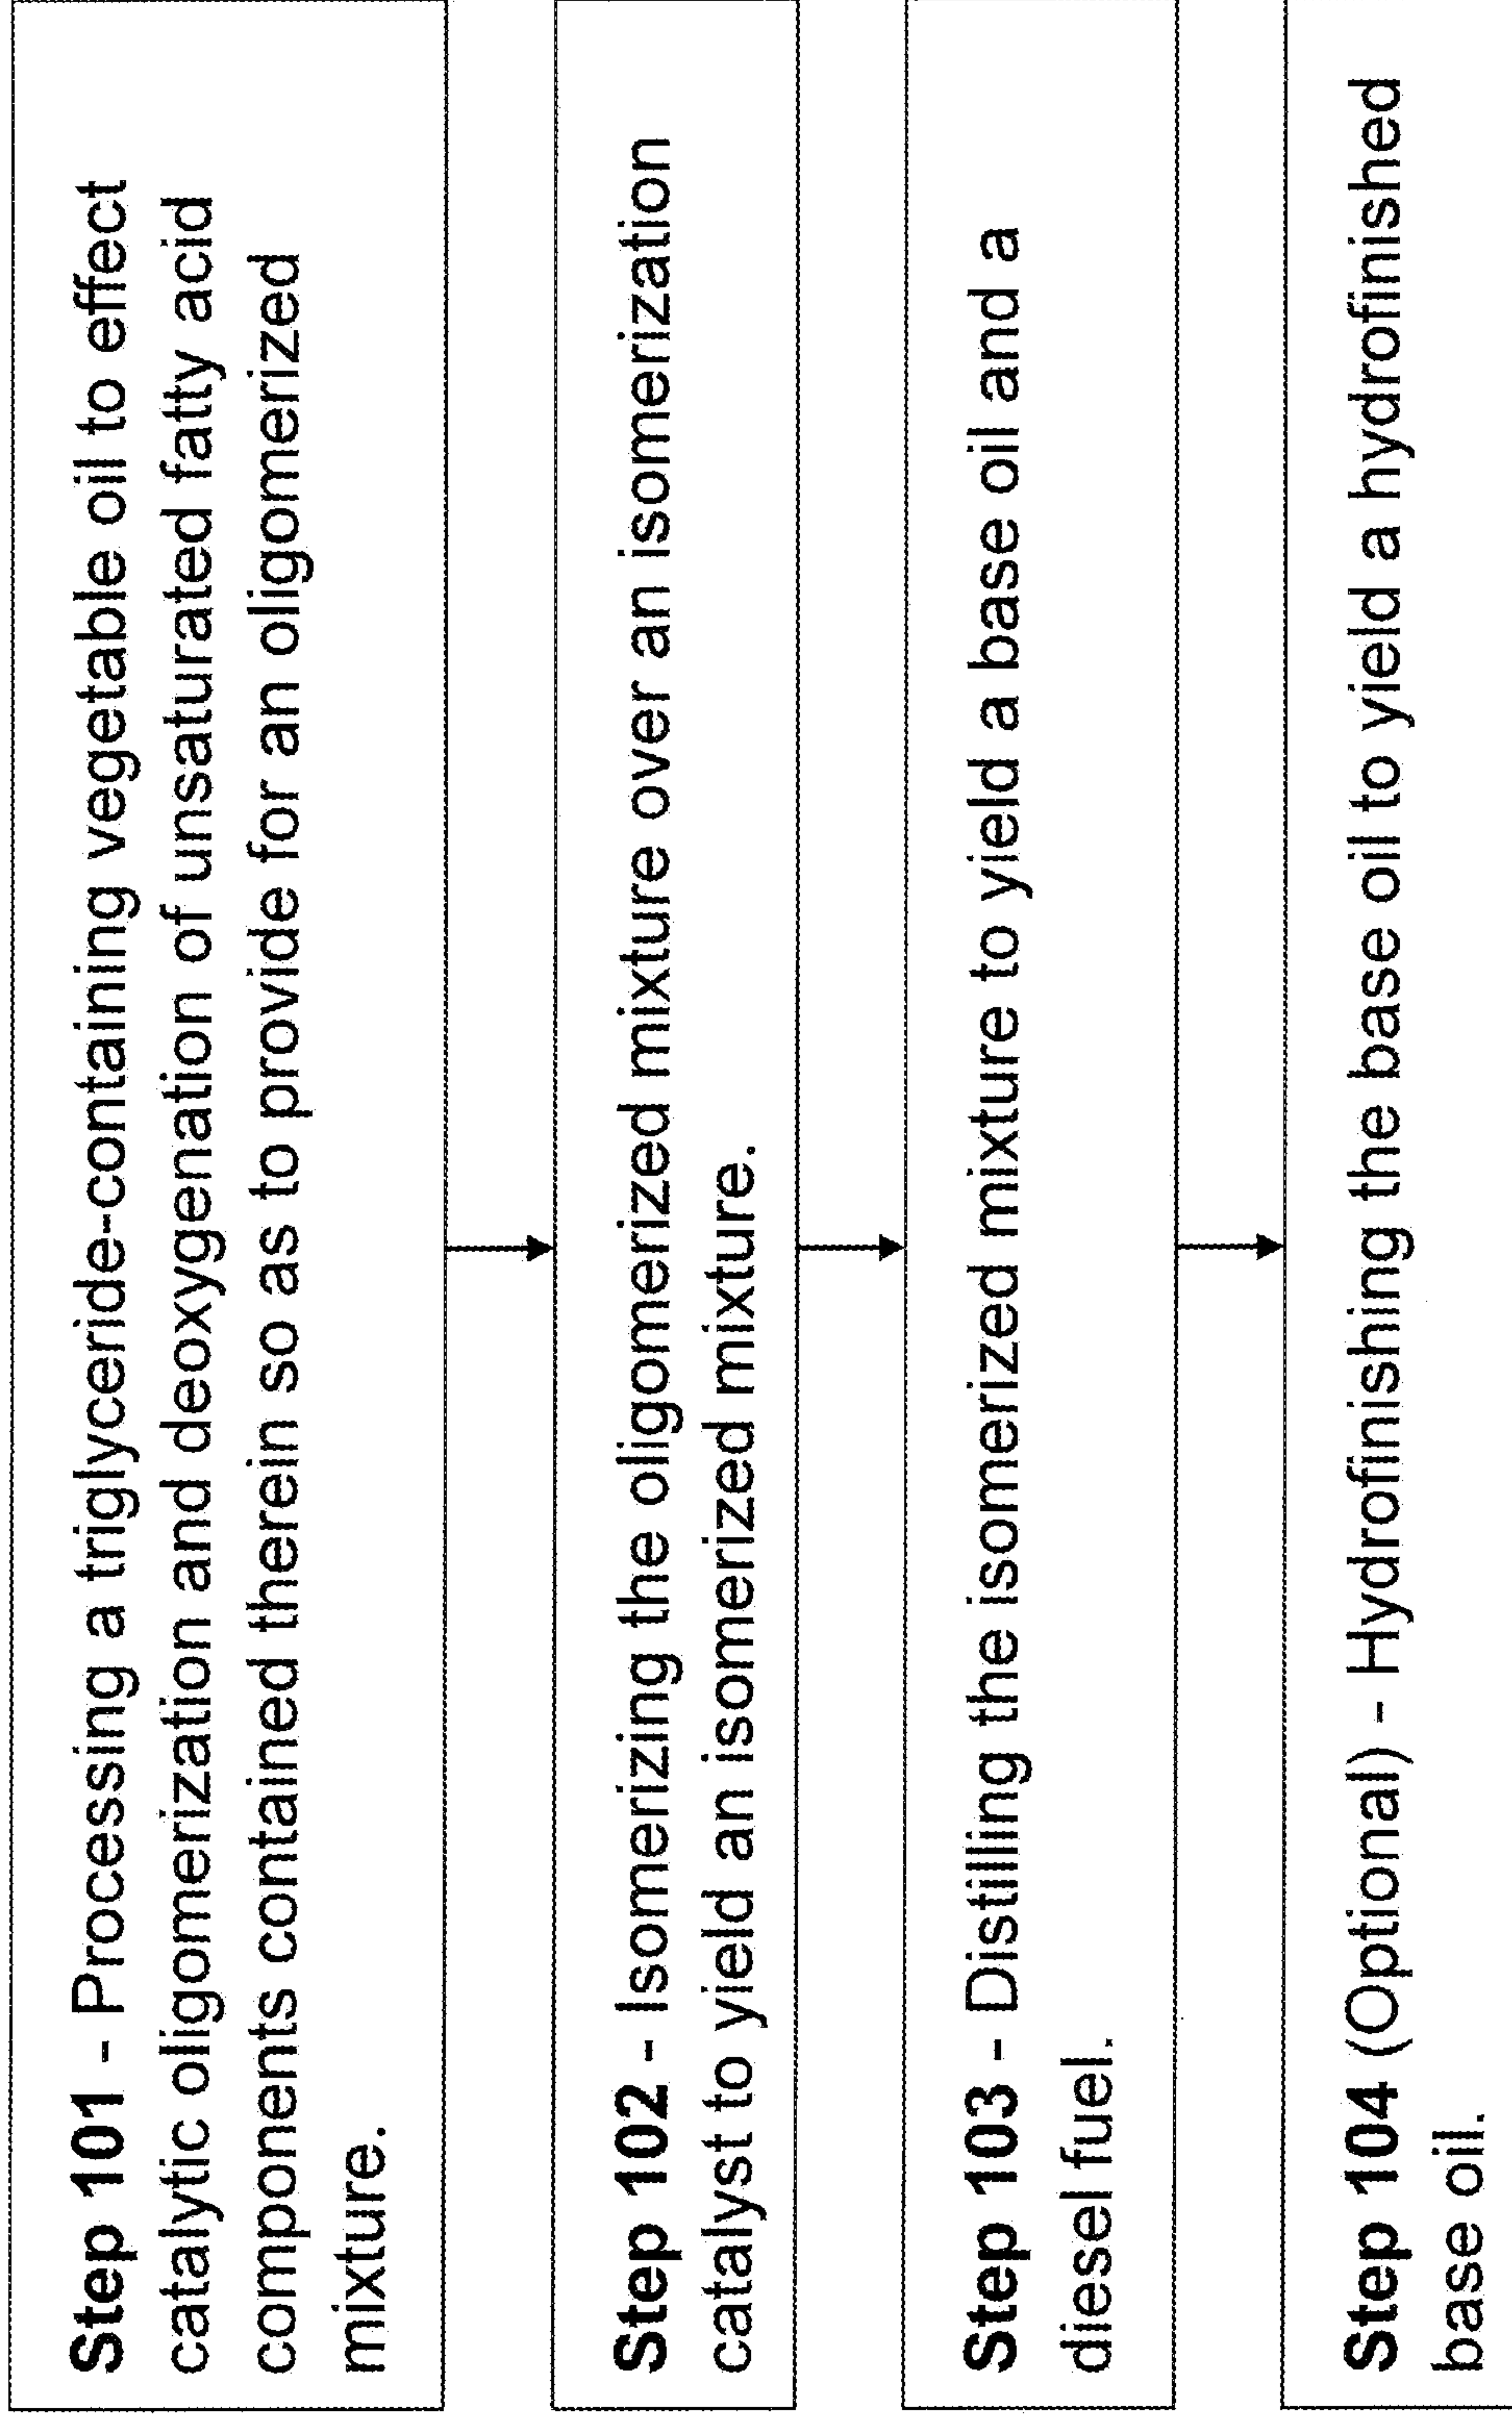 Step 101 - Processing a triglyceride-containing vegetable oil to effect
catalytic oligomerization and deoxygenation of unsaturated fatty acid
components contained therein so as to provide for an oligomerized
mixture.
Step 102 - Isomerizing the oligomerized mixture over an isomerization
catalyst to yield an isomerized mixture.
Step 103 - Distilling the isomerized mixture to yield a base oil and a
diesel fuel.
Step 104 (Optional) - Hydrofinishing the base oil to yield a hydrofinished
base oil.